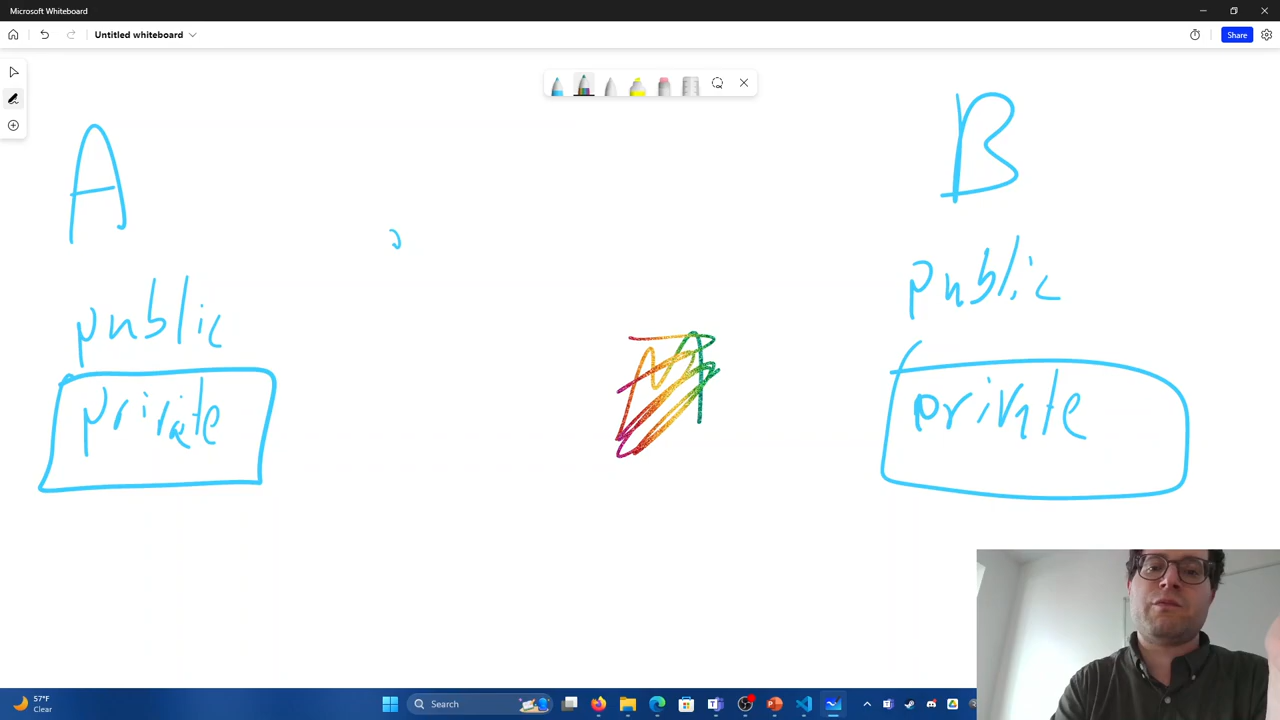 Microsoft Whiteboard
Untitled whiteboard
Share
A
public
private
B
public
private
57°F
Clear
Search